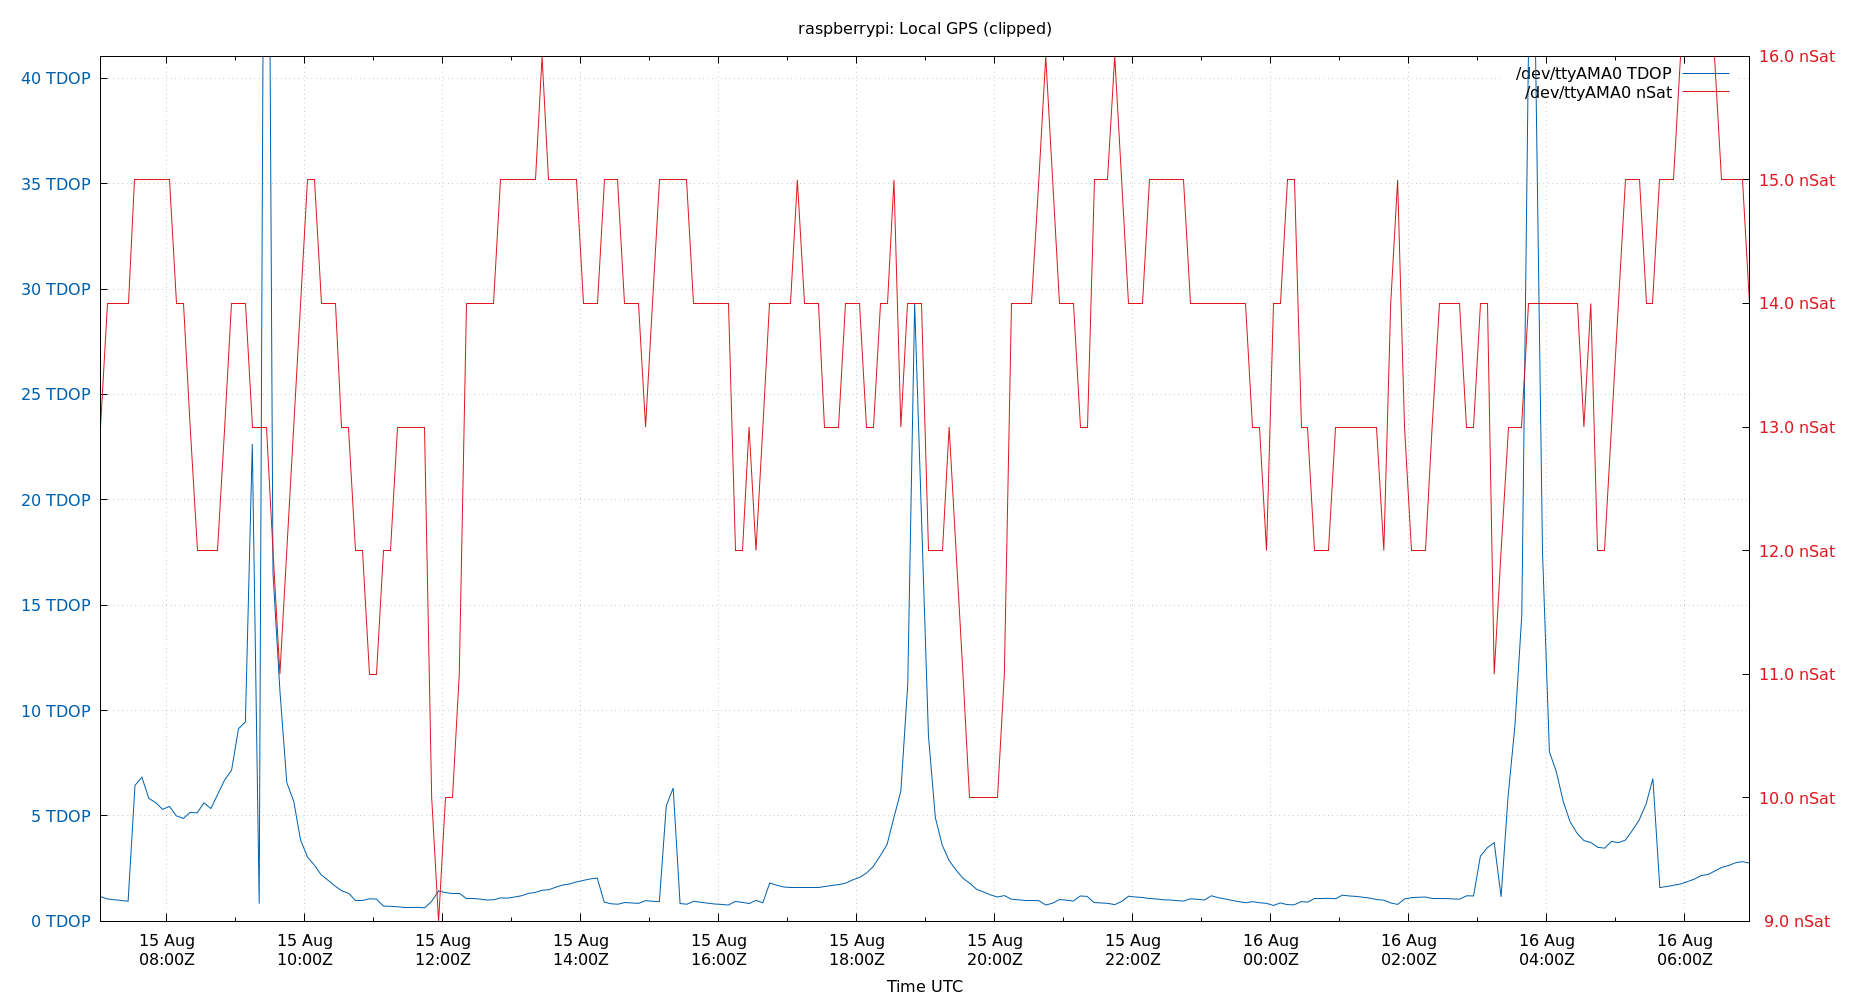 raspberrypi: Local GPS (clipped)
40 TDOP
35 TDOP
30 TDOP
25 TDOP
20 TDOP
15 TDOP
10 TDOP
5 TDOP
0 TDOP
16.0 nSat
15.0 nSat
14.0 nSat
13.0 nSat
12.0 nSat
11.0 nSat
10.0 nSat
9.0 nSat
/dev/ttyAMA0 TDOP
/dev/ttyAMA0 nSat
15 Aug
08:00Z
15 Aug
10:00Z
15 Aug
12:00Z
15 Aug
14:00Z
15 Aug
16:00Z
15 Aug
18:00Z
15 Aug
20:00Z
15 Aug
22:00Z
16 Aug
00:00Z
16 Aug
02:00Z
16 Aug
04:00Z
16 Aug
06:00Z
Time UTC